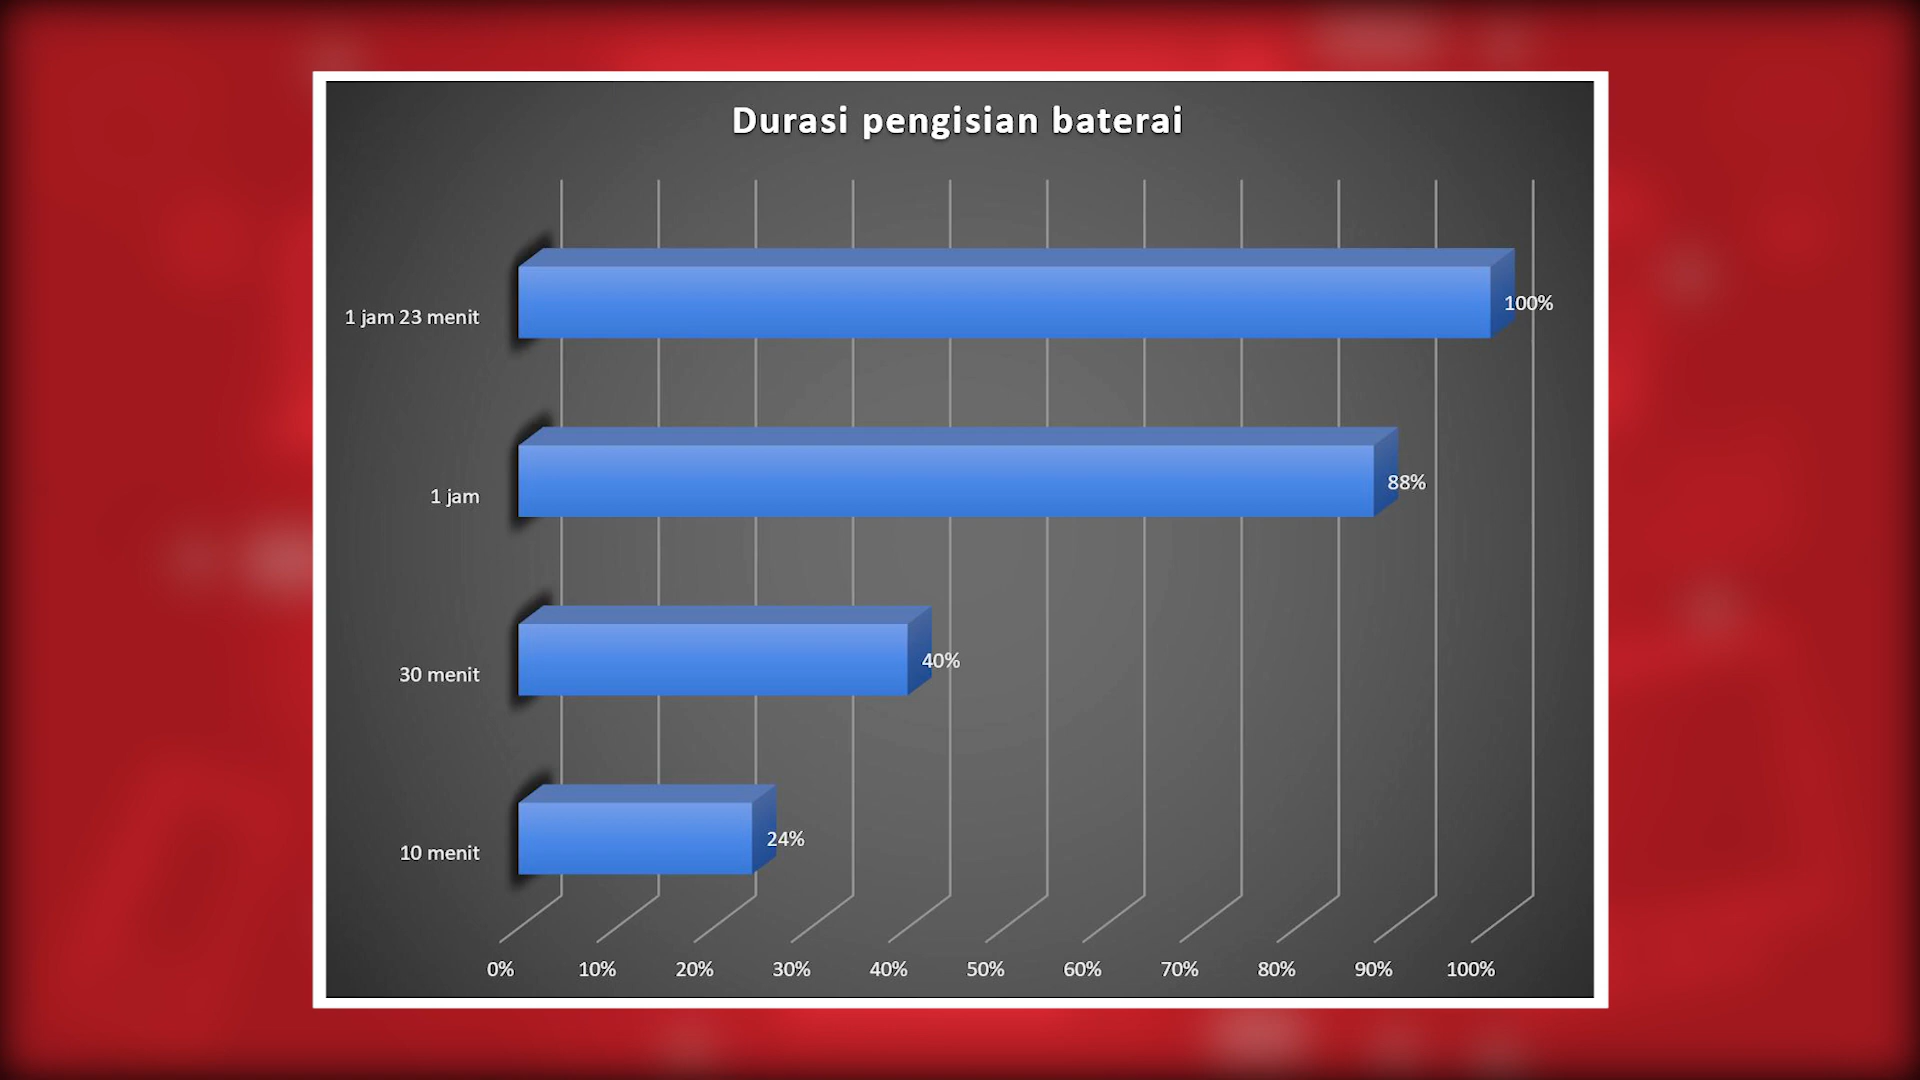 Durasi pengisian baterai
1 jam 23 menit
100%
1 jam
88%
30 menit
40%
10 menit
24%
0% 10% 20% 30% 40% 50% 60% 70% 80% 90% 100%